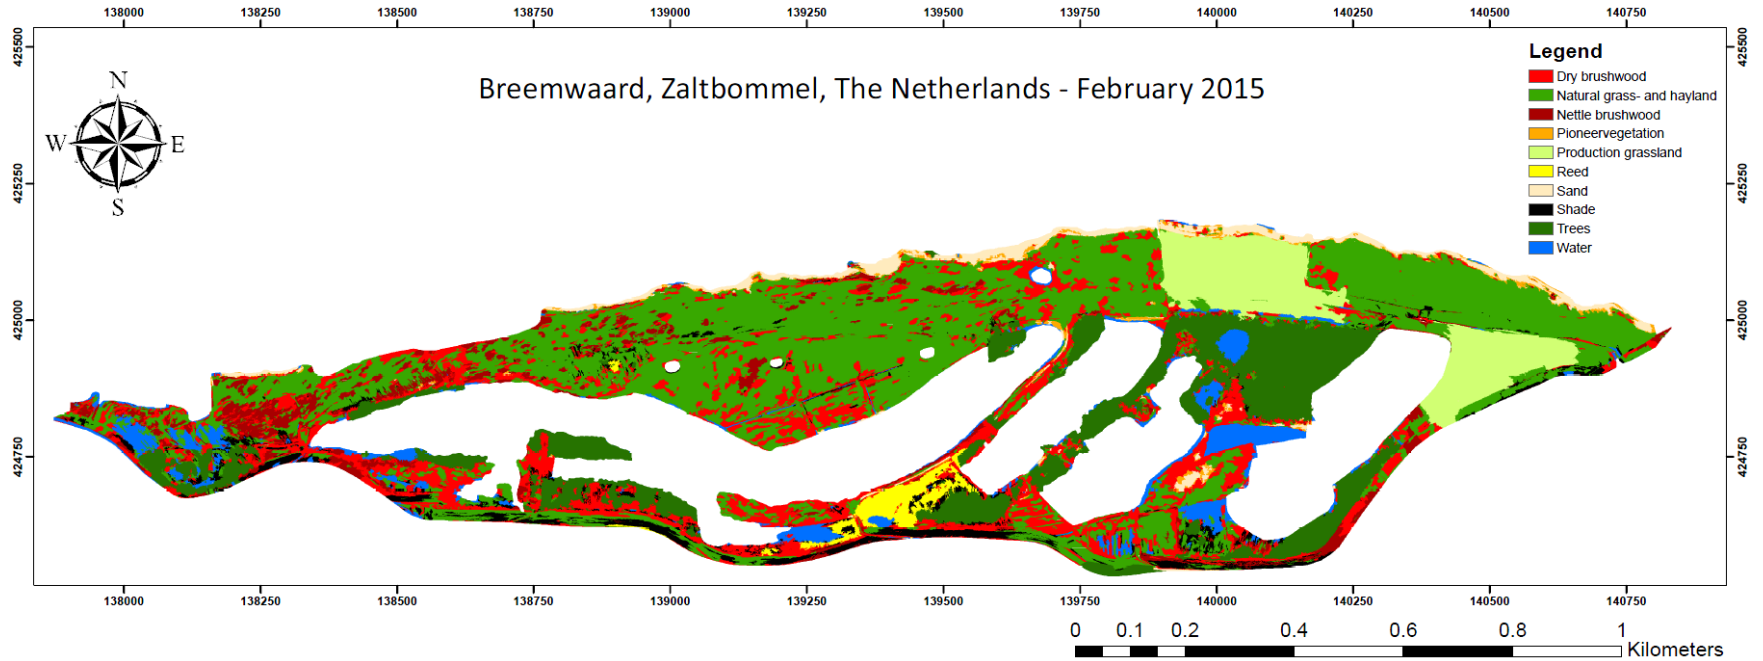 138000 138250 138500 138750 139000 139250 139500 139750 140000 140250 140500 140750
425500 425500
Legend
N
Breemwaard, Zaltbommel, The Netherlands - February 2015
Dry brushwood
Natural grass- and hayland
Nettle brushwood
Pioneervegetation
W E
Production grassland
Reed
425250 425250
Sand
S
Shade
Trees
Water
425000 425000
424750 424750
138000 138250 138500 138750 139000 139250 139500 139750 140000 140250 140500 140750
0 0.1 0.2 0.4 0.6 0.8 1
Kilometers